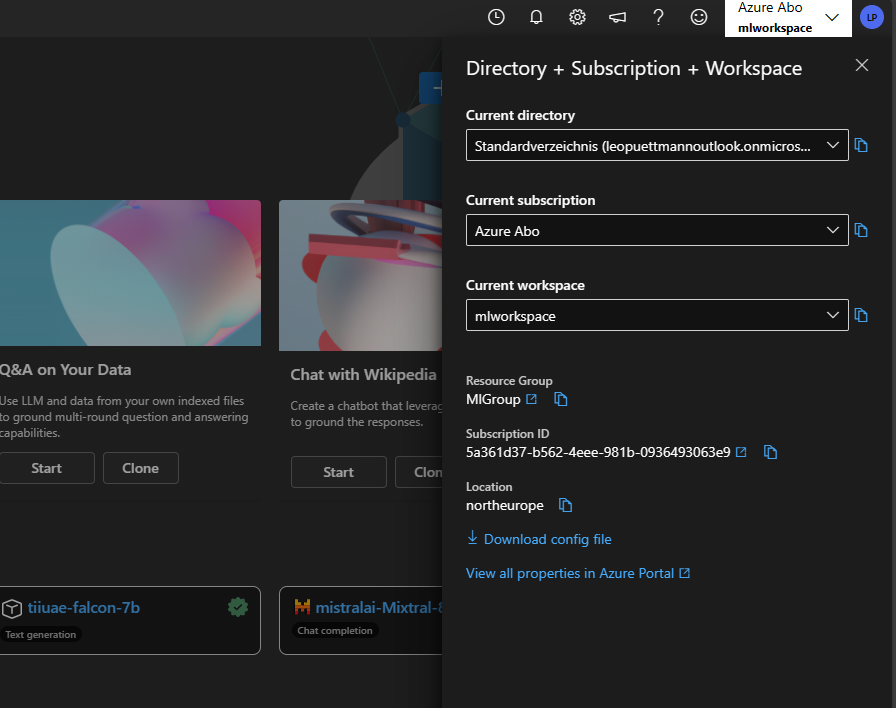 Azure Abo
mlworkspace
LP
Directory + Subscription + Workspace
Current directory
Standardverzeichnis (leopuettmannoutlook.onmicros...
Current subscription
Azure Abo
Current workspace
mlworkspace
Resource Group
MlGroup
Subscription ID
5a361d37-b562-4eee-981b-0936493063e9
Location
northeurope
Download config file
View all properties in Azure Portal
Q&A on Your Data
Use LLM and data from your own indexed files
to ground multi-round question and answering
capabilities.
Start
Clone
Chat with Wikipedia
Create a chatbot that leverag
to ground the responses.
Start
Clon
tiiuae-falcon-7b
Text generation
mistralai-Mixtral-8
Chat completion